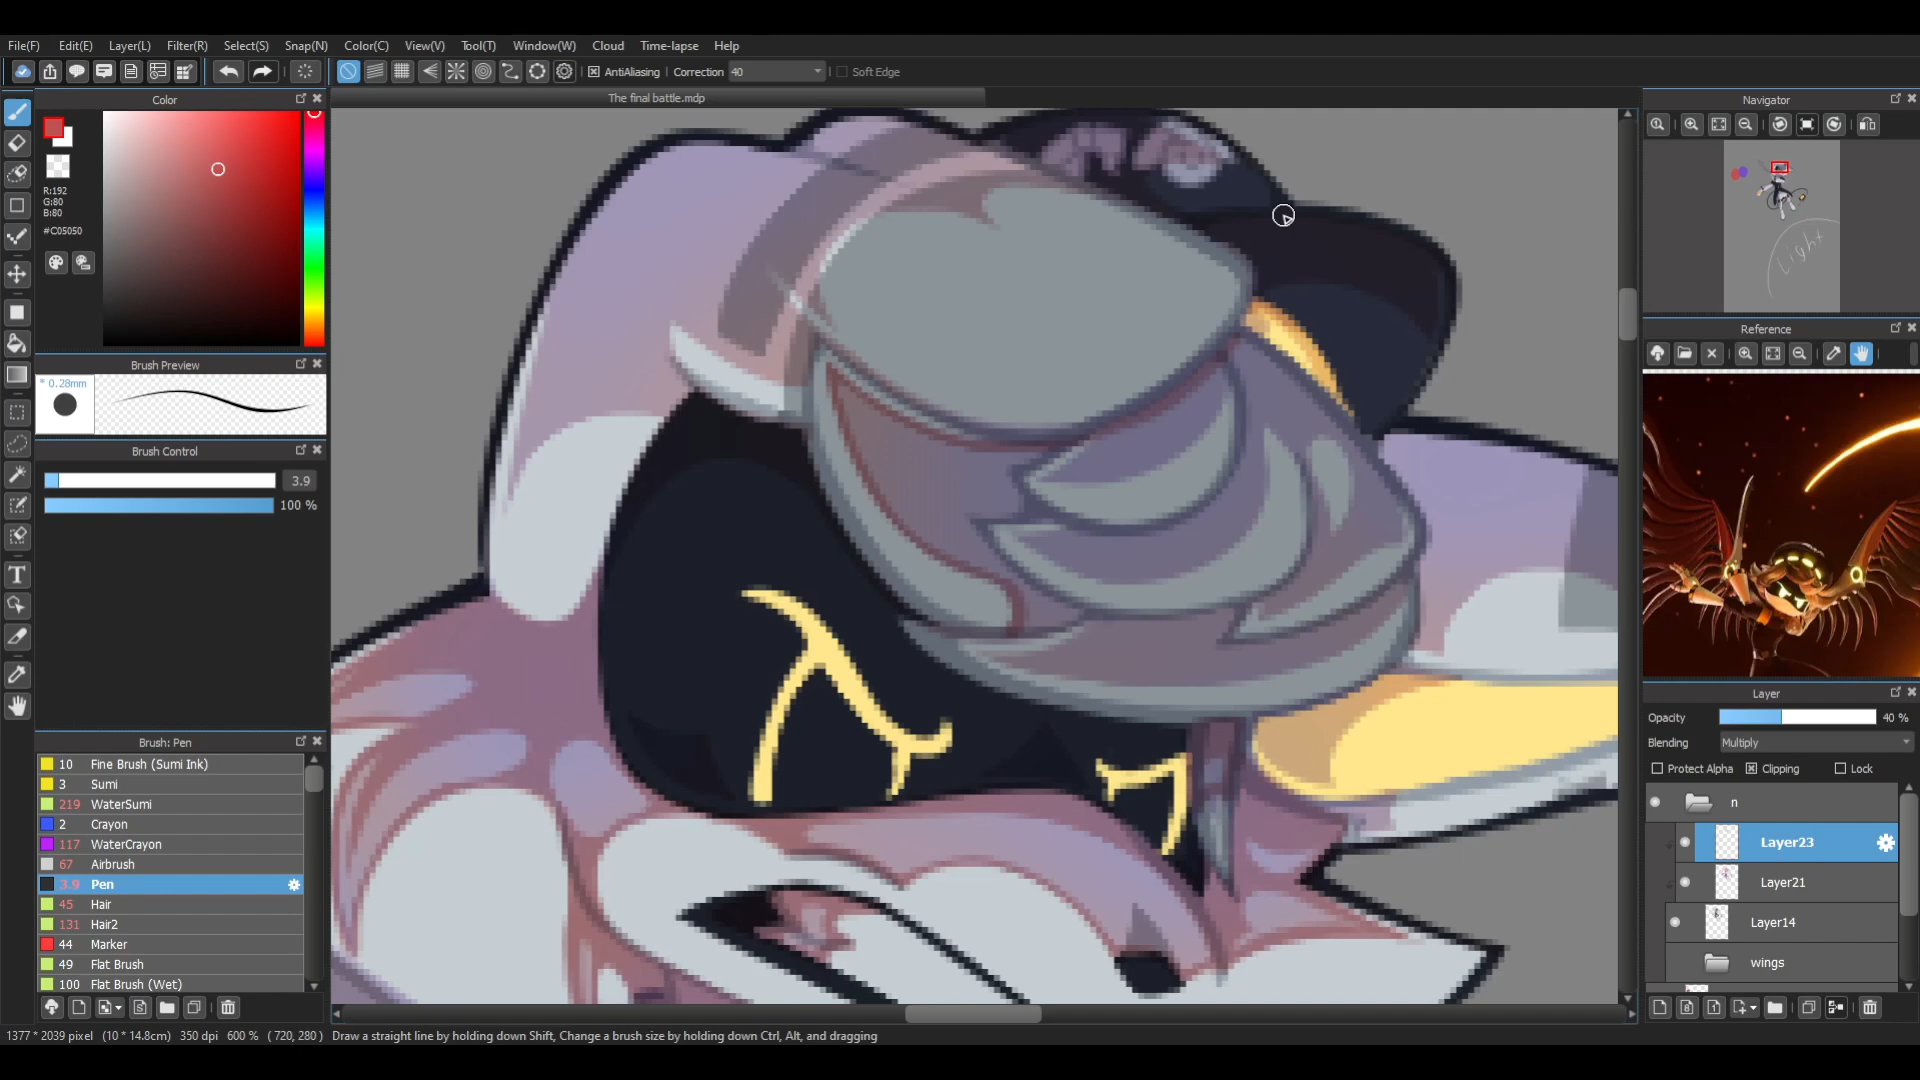 File(F) Edit(E) Layer(L) Filter(R) Select(S) Snap(N) Color(C) View(V) Tool(T) Window(W) Cloud Time-lapse Help
AntiAliasing Correction 40 Soft Edge
Color
The final battle.mdp
Navigator
R:192
G:80
B:80
#C05050
Light
Brush Preview
* 0.28mm
Brush Control
3.9
100 %
Reference
Layer
Opacity 40 %
Blending Multiply
Protect Alpha Clipping Lock
n
Layer23
Layer21
Layer14
wings
Brush: Pen
10 Fine Brush (Sumi Ink)
3 Sumi
219 WaterSumi
2 Crayon
117 WaterCrayon
67 Airbrush
3.9 Pen
45 Hair
131 Hair2
44 Marker
49 Flat Brush
100 Flat Brush (Wet)
1377 * 2039 pixel (10 * 14.8cm) 350 dpi 600 % ( 720, 280 ) Draw a straight line by holding down Shift, Change a brush size by holding down Ctrl, Alt, and dragging